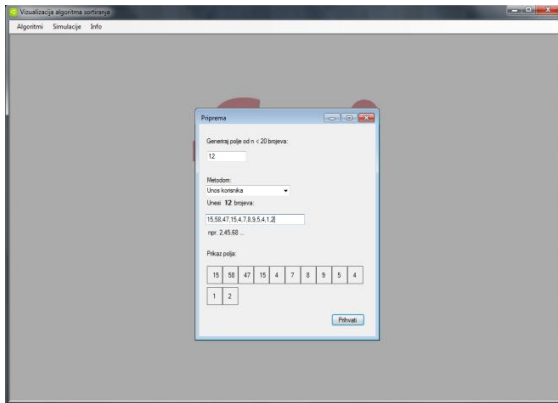 Vizualizacija algoritma sortiranja
Algoritmi Simulacije Info
Priprema
Generiraj polje od n < 20 brojeva:
12
Metodom:
Unos korisnika
Unesi 12 brojeva:
15,58,47,15,4,7,8,9,5,4,1,2
npr. 2,45,68 ...
Prikaz polja:
15 58 47 15 4 7 8 9 5 4
1 2
Prihvati